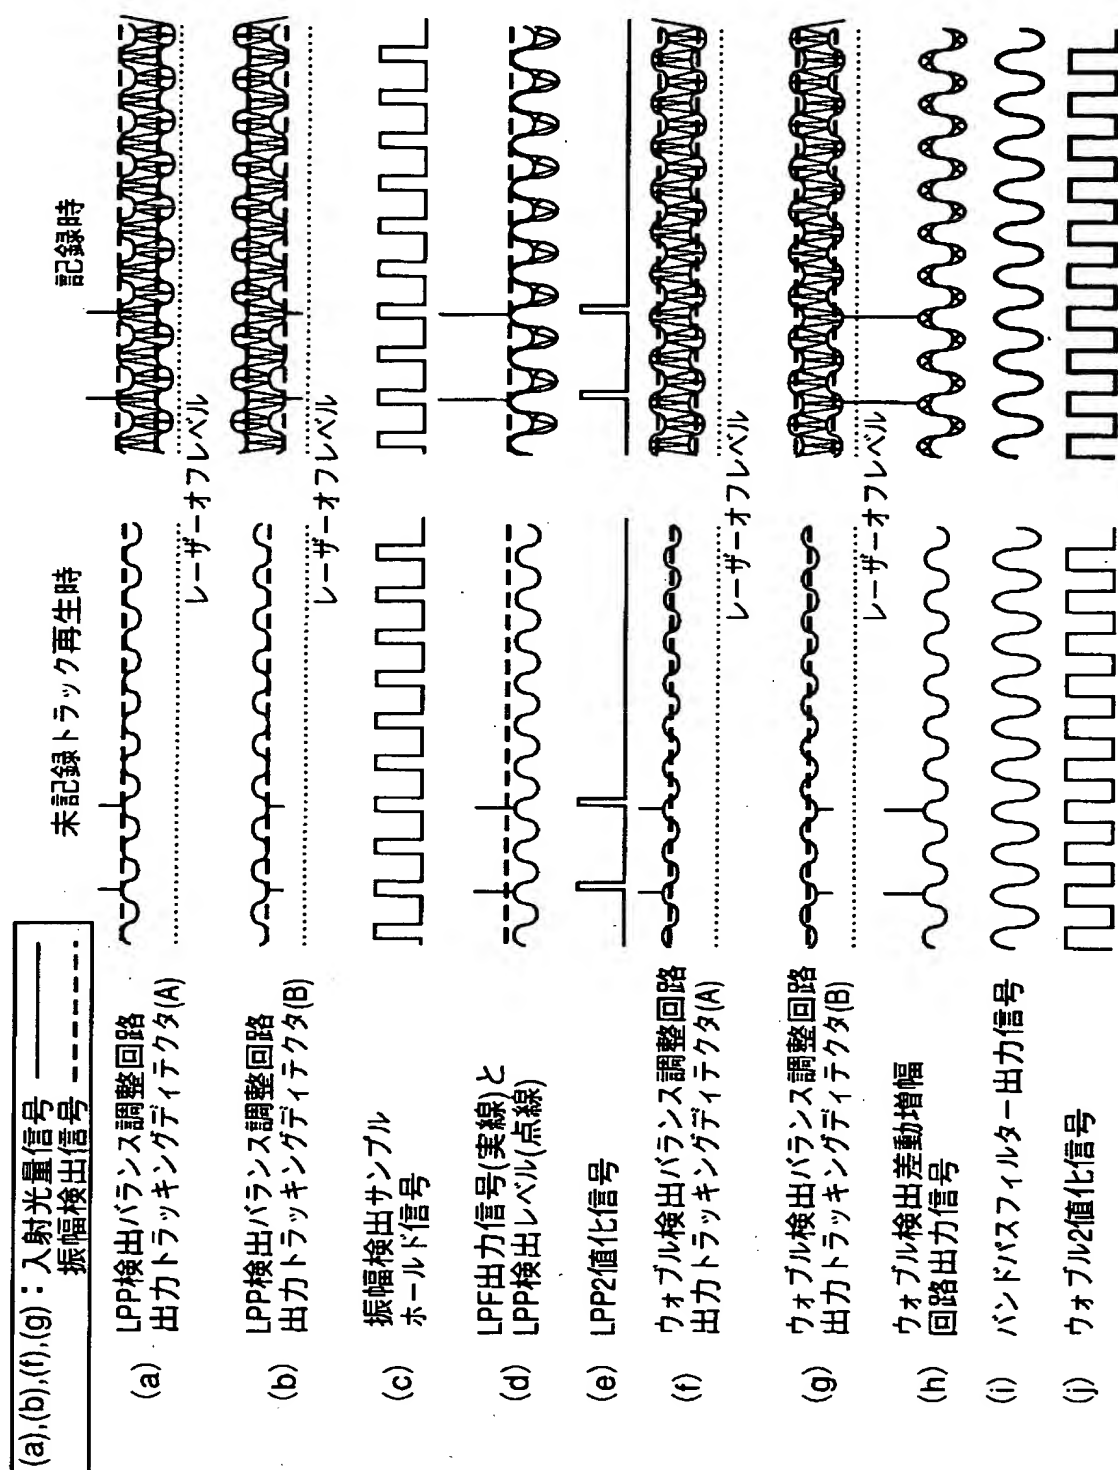 (a),(b),(f),(g)：入射光量信号
振幅検出信号
未記録トラック再生時
記録時
(a) LPP検出バランス調整回路
出力トラッキングディテクタ(A)
レーザーオフレベル
(b) LPP検出バランス調整回路
出力トラッキングディテクタ(B)
レーザーオフレベル
レーザーオフレベル
(c) 振幅検出サンプル
ホールド信号
(d) LPF出力信号(実線)と
LPP検出レベル(点線)
(e) LPP2値化信号
(f) ウォブル検出バランス調整回路
出力トラッキングディテクタ(A)
レーザーオフレベル
(g) ウォブル検出バランス調整回路
出力トラッキングディテクタ(B)
レーザーオフレベル
(h) ウォブル検出差動増幅
回路出力信号
(i) バンドパスフィルター出力信号
(j) ウォブル2値化信号